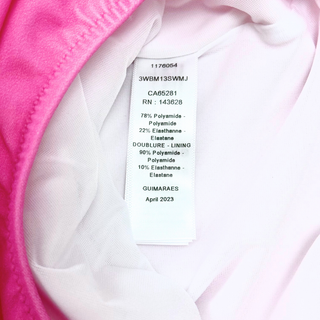 1176054
3WBM13SWMJ
CA65281
RN : 143628
78% Polyamide -
Polyamide
22% Elasthanne -
Elastane
DOUBLURE - LINING
90% Polyamide -
Polyamide
10% Elasthanne -
Elastane
GUIMARAES
April 2023